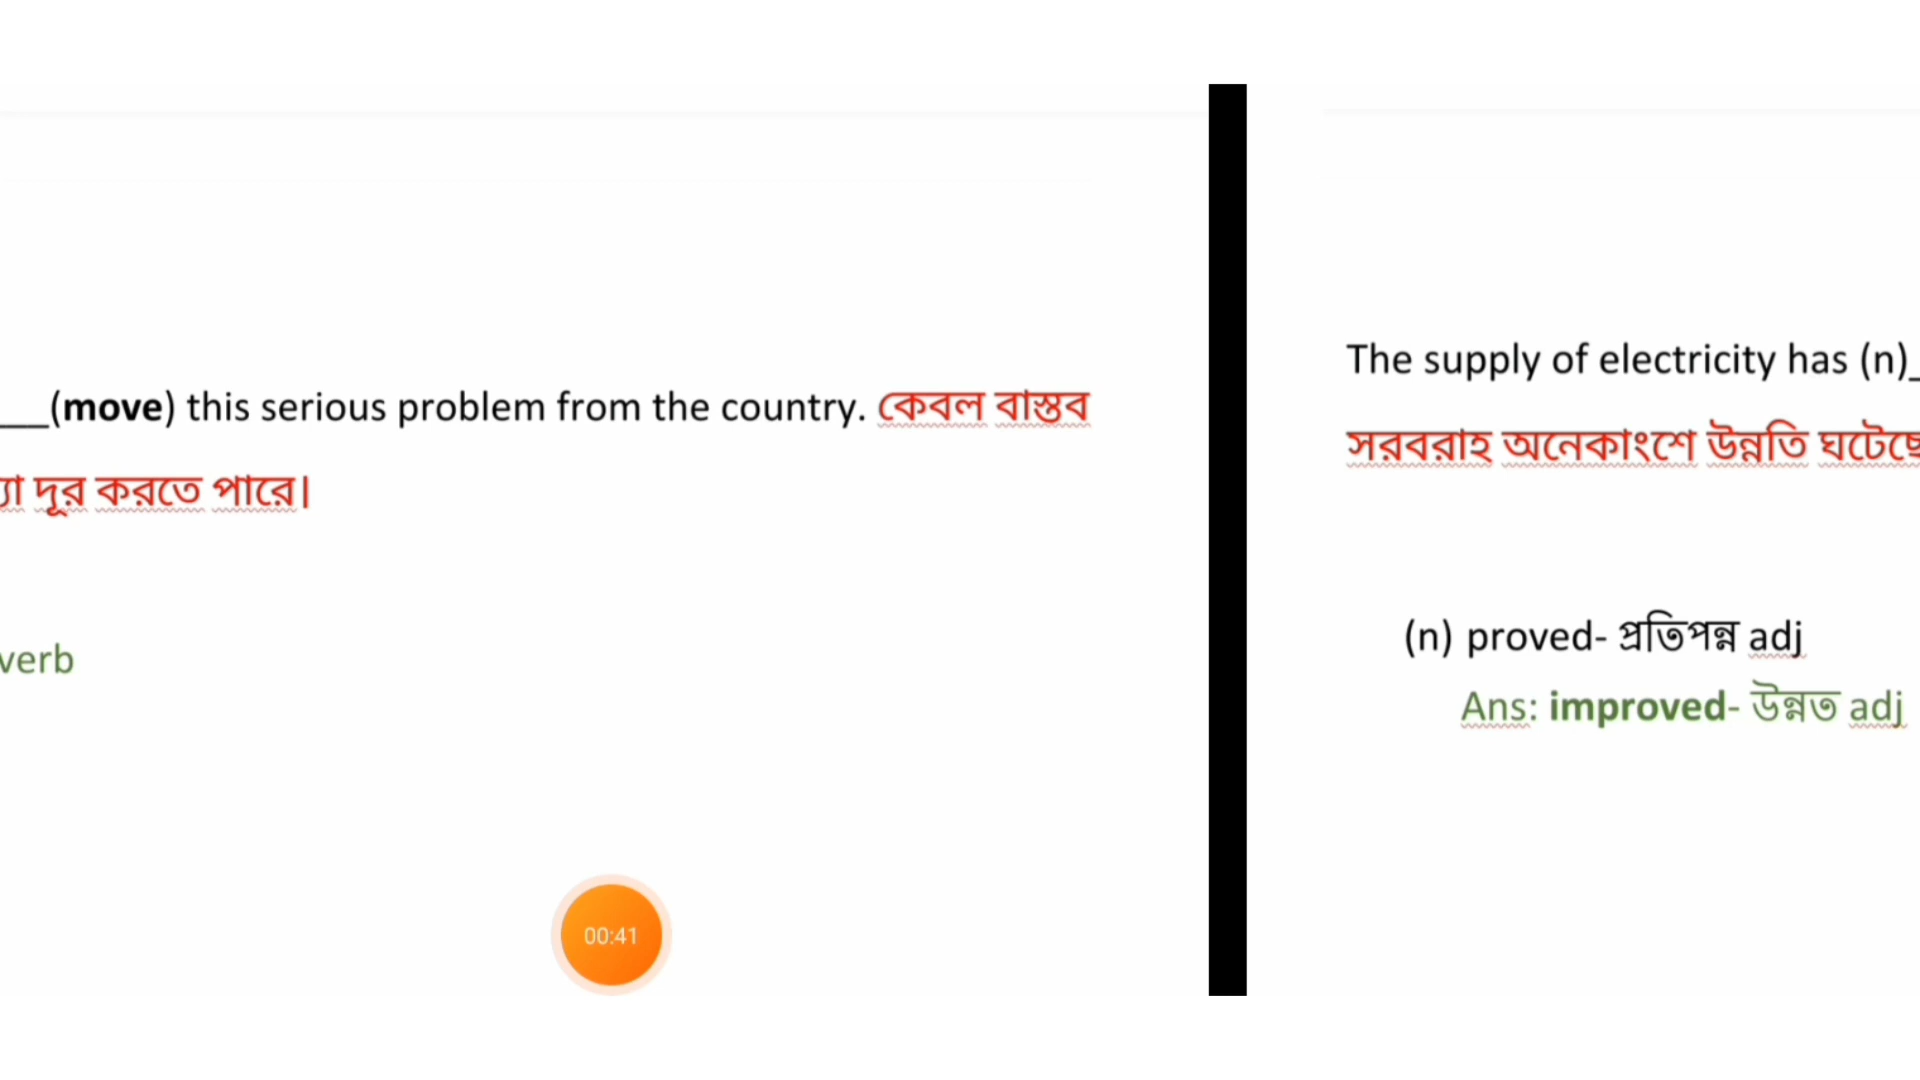 ___(move) this serious problem from the country. কেবল বাস্তব
দূর করতে পারে।
verb
00:41
The supply of electricity has (n)_
সরবরাহ অনেকাংশে উন্নতি ঘটেছে
(n) proved- প্রতিপন্ন adj
Ans: improved- উন্নত adj